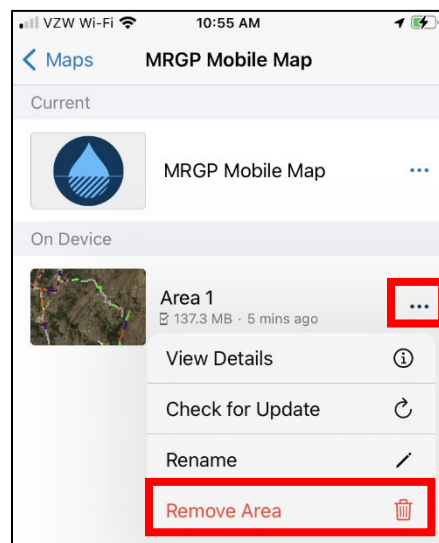 VZW Wi-Fi 10:55 AM
Maps MRGP Mobile Map
Current
MRGP Mobile Map ...
On Device
Area 1 ...
137.3 MB · 5 mins ago
View Details
Check for Update
Rename
Remove Area